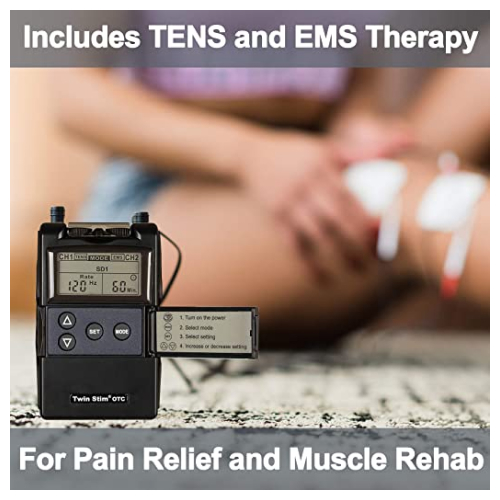 Includes TENS and EMS Therapy
CH1 TENS MODE EMS CH2
SD1
Rate
120 Hz 60 Min.
SET MODE
1. Turn on the power
2. Select mode
3. Select setting
4. Increase or decrease setting
Twin Stim® OTC
For Pain Relief and Muscle Rehab